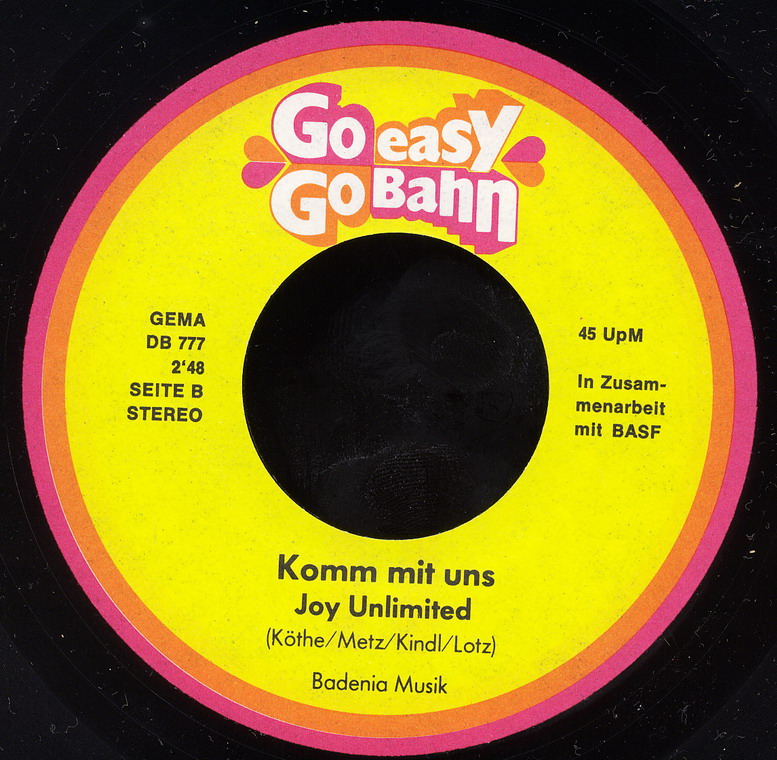 Go easy
Go Bahn
GEMA
DB 777
2'48
SEITE B
STEREO
45 UpM
In Zusam-
menarbeit
mit BASF
Komm mit uns
Joy Unlimited
(Köthe/Metz/Kindl/Lotz)
Badenia Musik